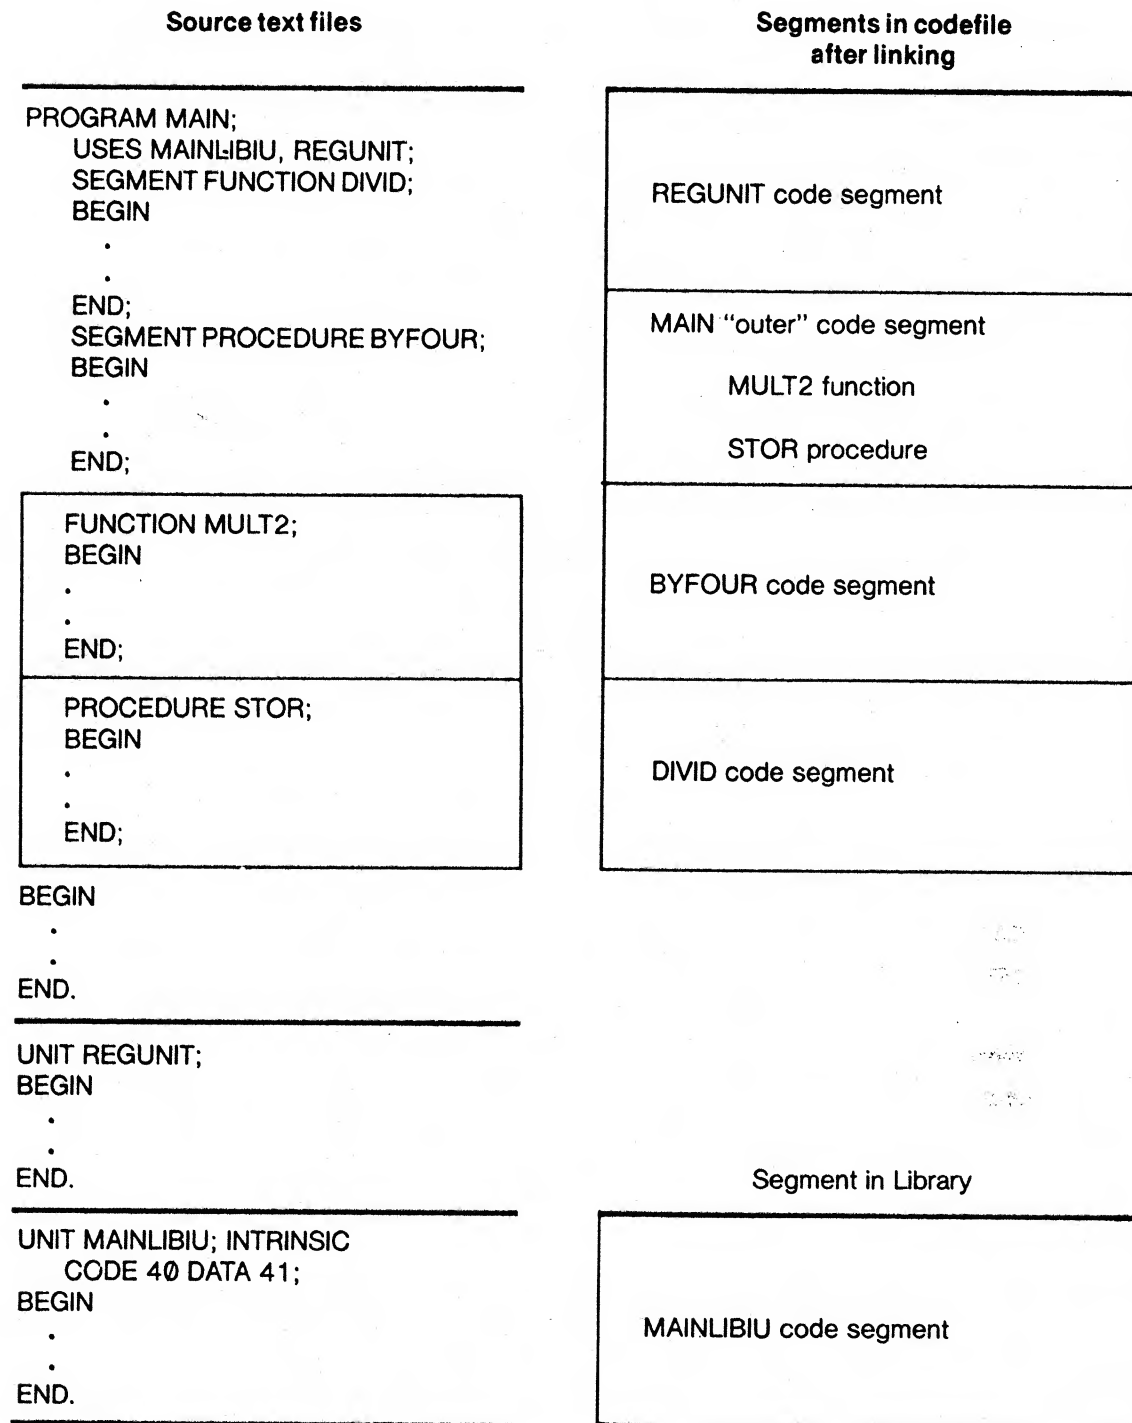 Source text files
PROGRAM MAIN;
USES MAINLIBIU, REGUNIT;
SEGMENT FUNCTION DIVID;
BEGIN
.
.
END;
SEGMENT PROCEDURE BYFOUR;
BEGIN
.
.
END;
FUNCTION MULT2;
BEGIN
.
.
END;
PROCEDURE STOR;
BEGIN
.
.
END;
BEGIN
.
.
END.
UNIT REGUNIT;
BEGIN
.
.
END.
UNIT MAINLIBIU; INTRINSIC
CODE 40 DATA 41;
BEGIN
.
.
END.
Segments in codefile
after linking
REGUNIT code segment
MAIN “outer” code segment
MULT2 function
STOR procedure
BYFOUR code segment
DIVID code segment
Segment in Library
MAINLIBIU code segment